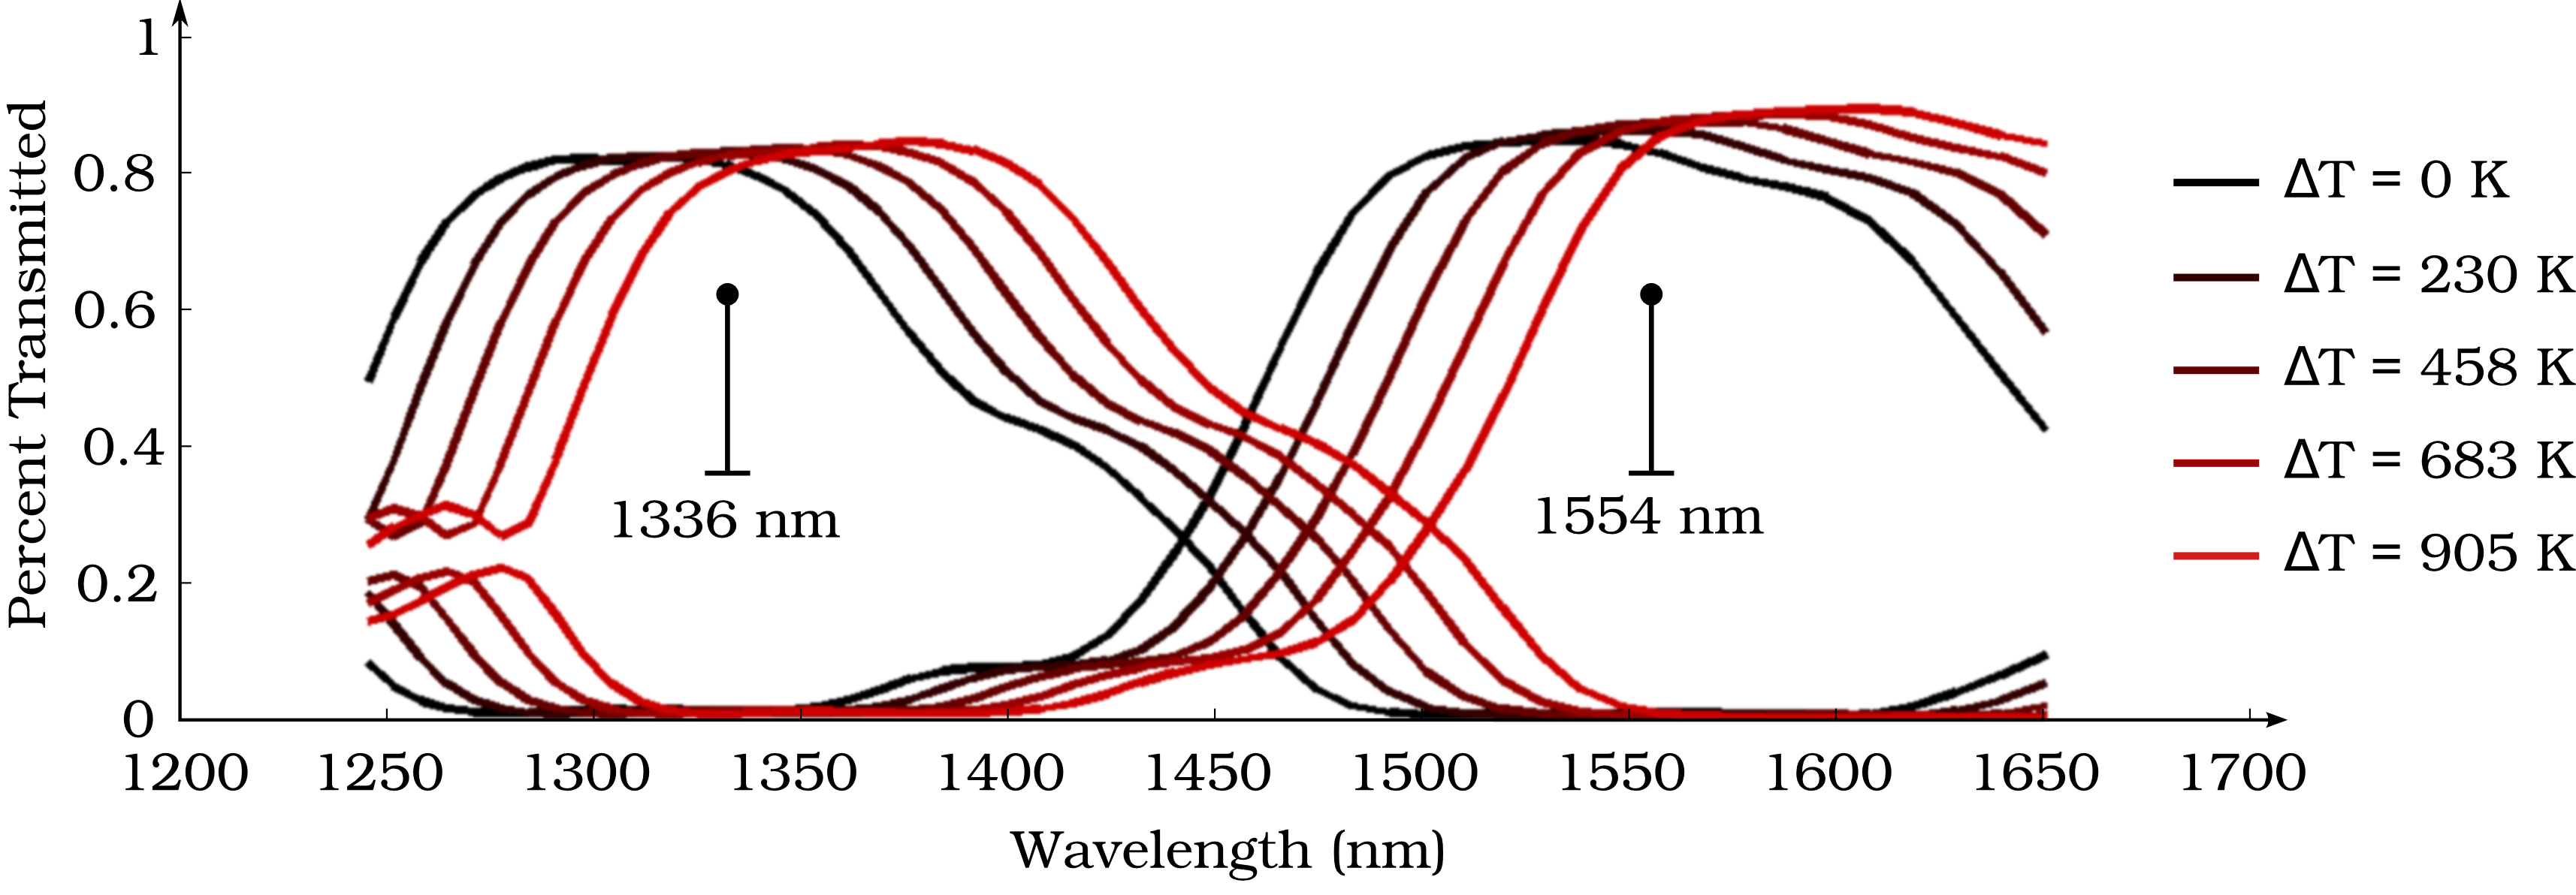 Percent Transmitted
1
0.8
0.6
0.4
0.2
0
1200 1250 1300 1350 1400 1450 1500 1550 1600 1650 1700
Wavelength (nm)
1336 nm
1554 nm
ΔT = 0 K
ΔT = 230 K
ΔT = 458 K
ΔT = 683 K
ΔT = 905 K